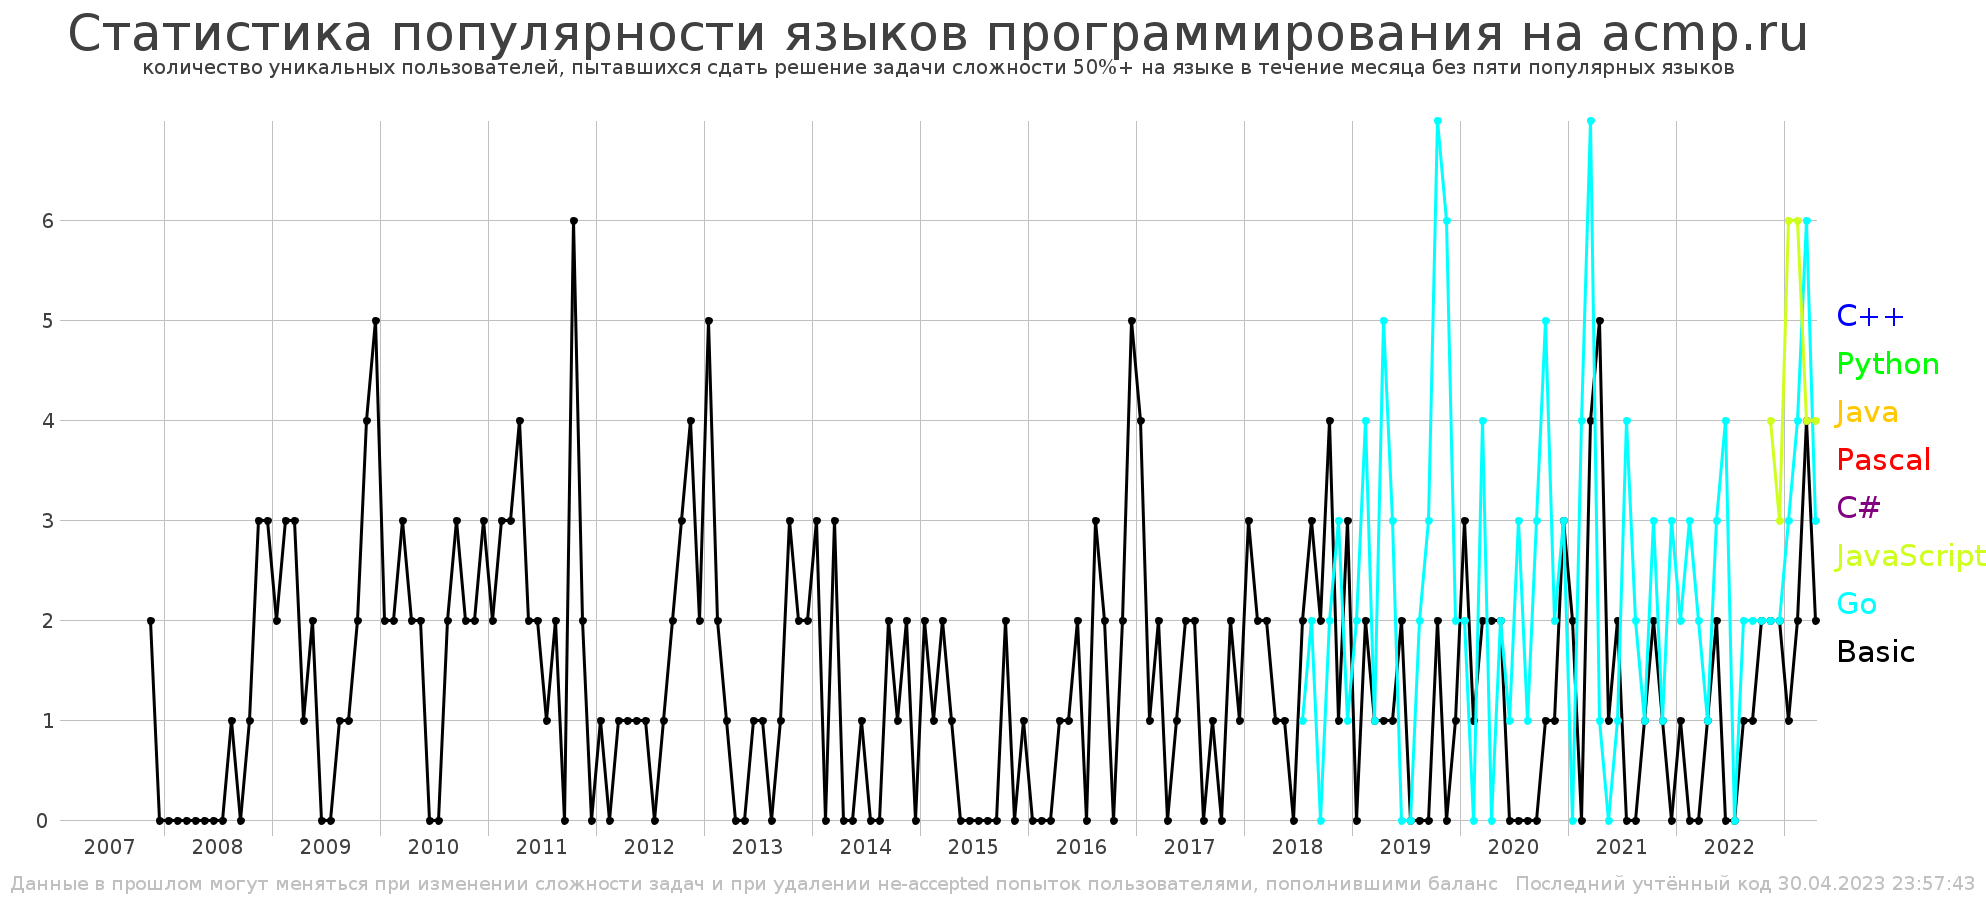 Статистика популярности языков программирования на acmp.ru
количество уникальных пользователей, пытавшихся сдать решение задачи сложности 50%+ на языке в течение месяца без пяти популярных языков
6
5
4
3
2
1
0
C++
Python
Java
Pascal
C#
JavaScript
Go
Basic
2007 2008 2009 2010 2011 2012 2013 2014 2015 2016 2017 2018 2019 2020 2021 2022
Данные в прошлом могут меняться при изменении сложности задач и при удалении не-accepted попыток пользователями, пополнившими баланс Последний учтённый код 30.04.2023 23:57:43